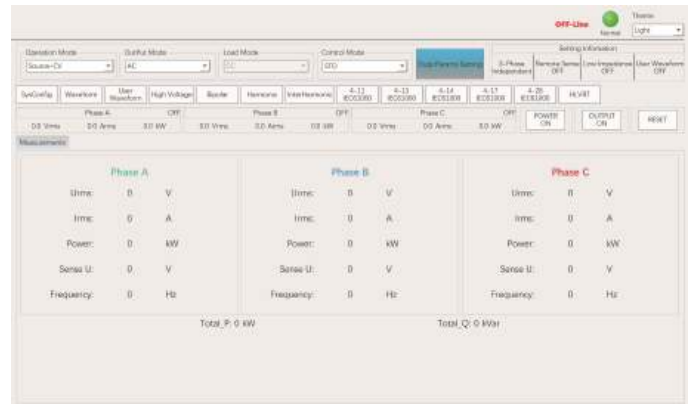 OFF-Line
Normal
Theme
Light
Operation Mode
Output Mode
Load Mode
Control Mode
Source-CV
AC
CC
STD
Setting Information
3-Phase
Independent
Remote Sense
OFF
Low Impedance
OFF
User Waveform
OFF
SysConfig
Waveform
User
Waveform
High Voltage
Bipolar
Harmonic
InterHarmonic
4-11
IEC61000
4-13
IEC61000
4-14
IEC61000
4-17
IEC61000
4-28
IEC61000
HLVRT
Phase A OFF
0.0 Vrms 0.0 Arms 0.0 kW
Phase B OFF
0.0 Vrms 0.0 Arms 0.0 kW
Phase C OFF
0.0 Vrms 0.0 Arms 0.0 kW
POWER
ON
OUTPUT
ON
RESET
Measurements
Phase A
Urms: 0 V
Irms: 0 A
Power: 0 kW
Sense U: 0 V
Frequency: 0 Hz
Phase B
Urms: 0 V
Irms: 0 A
Power: 0 kW
Sense U: 0 V
Frequency: 0 Hz
Phase C
Urms: 0 V
Irms: 0 A
Power: 0 kW
Sense U: 0 V
Frequency: 0 Hz
Total_P: 0 kW
Total_Q: 0 kVar